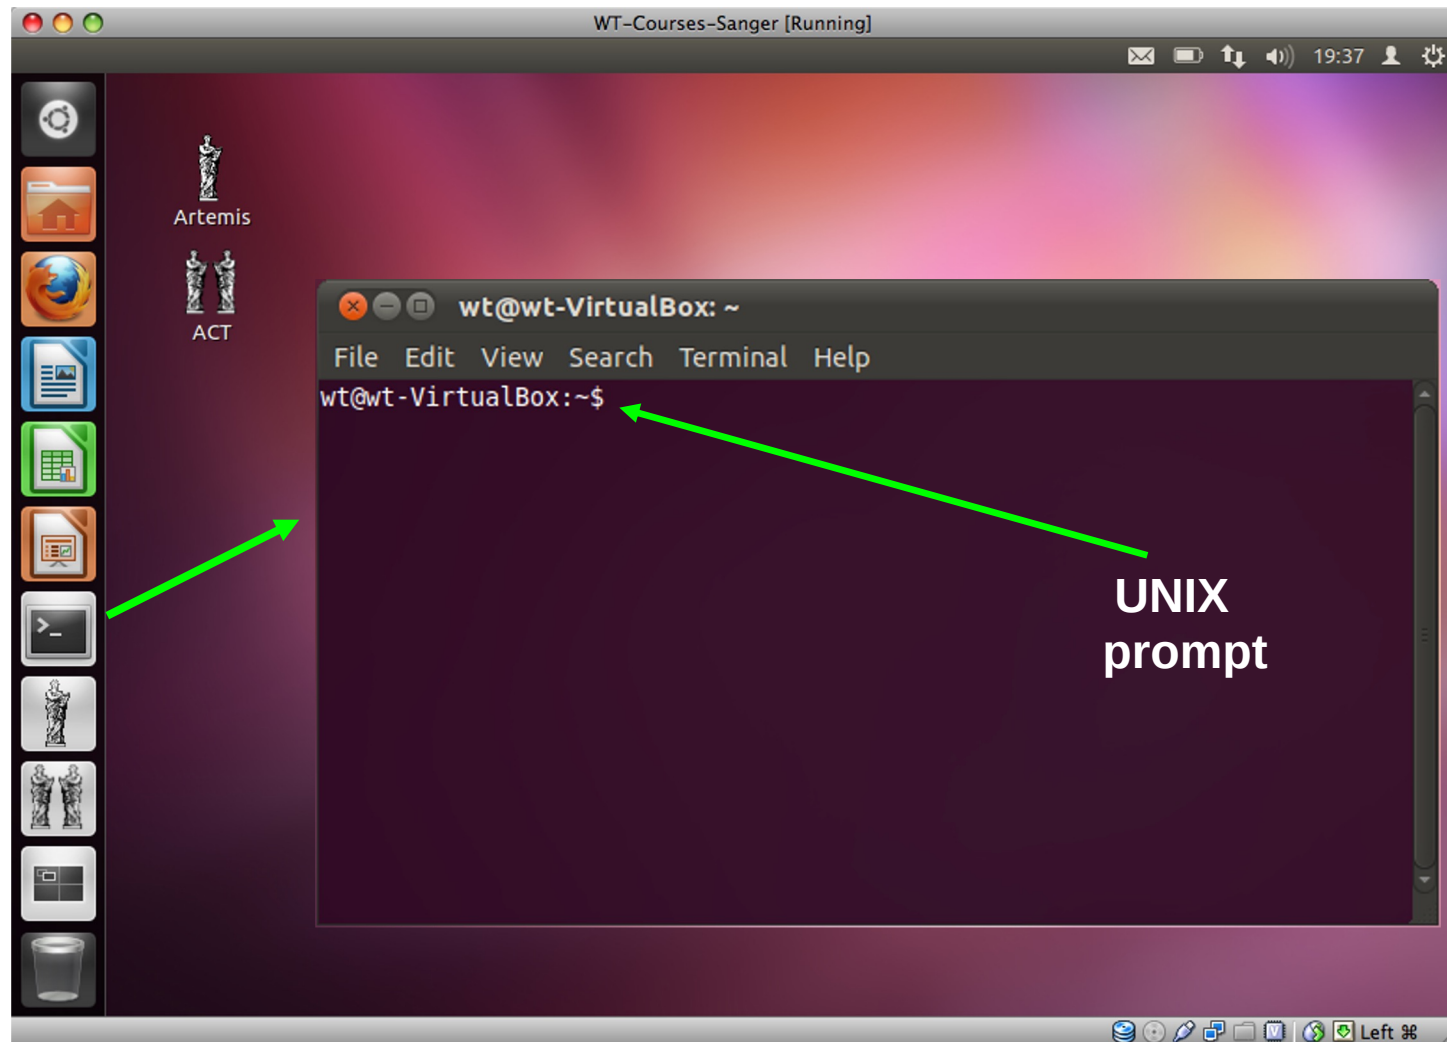 WT-Courses-Sanger [Running]
19:37
Artemis
ACT
wt@wt-VirtualBox: ~
File Edit View Search Terminal Help
wt@wt-VirtualBox:~$
UNIX
prompt
Left ⌘